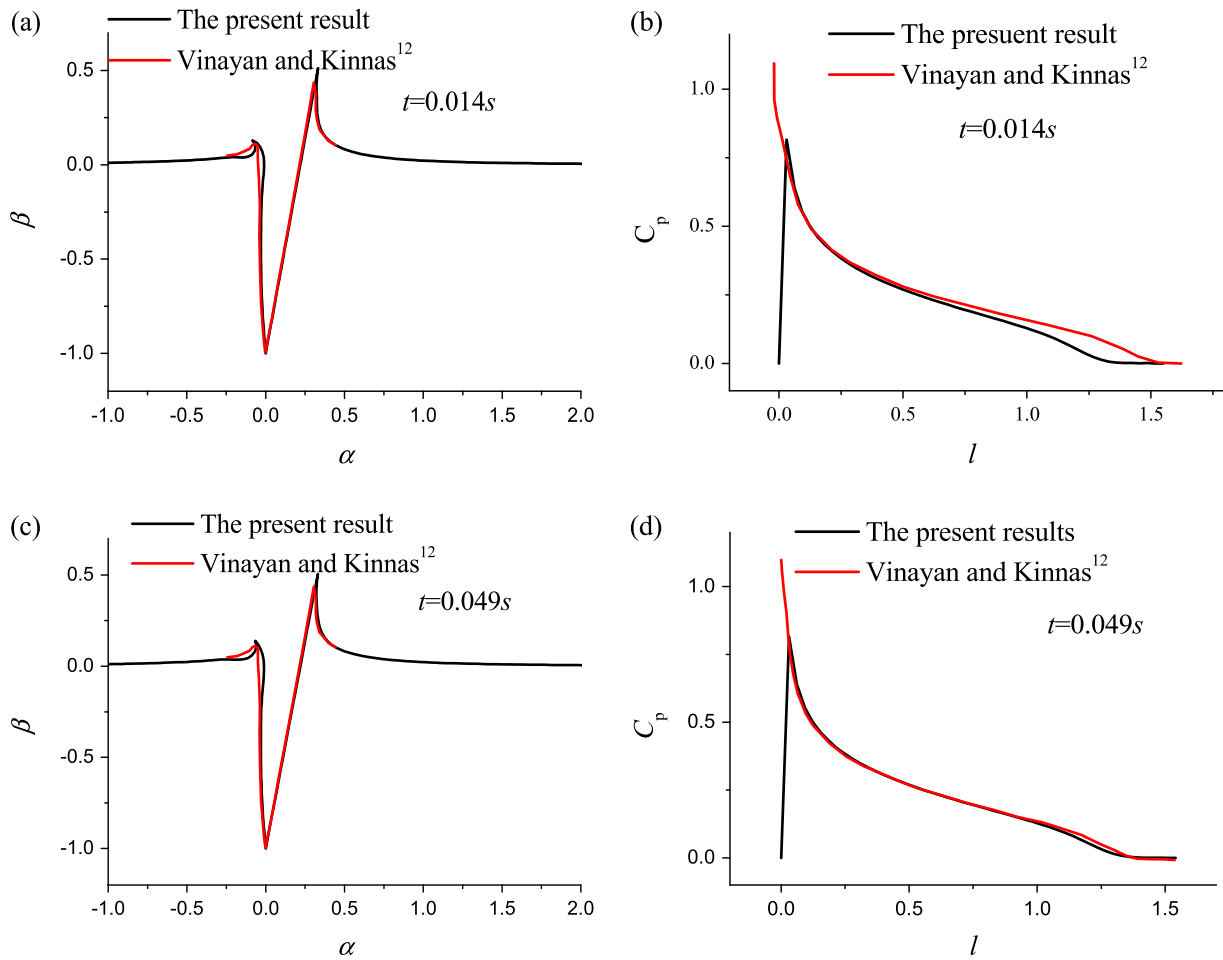 (a)
The present result
Vinayan and Kinnas12
t=0.014s
0.5
0.0
-0.5
-1.0
β
-1.0 -0.5 0.0 0.5 1.0 1.5 2.0
α
(b)
The presuent result
Vinayan and Kinnas12
t=0.014s
1.0
0.5
0.0
Cp
0.0 0.5 1.0 1.5
l
(c)
The present result
Vinayan and Kinnas12
t=0.049s
0.5
0.0
-0.5
-1.0
β
-1.0 -0.5 0.0 0.5 1.0 1.5 2.0
α
(d)
The present results
Vinayan and Kinnas12
t=0.049s
1.0
0.5
0.0
Cp
0.0 0.5 1.0 1.5
l